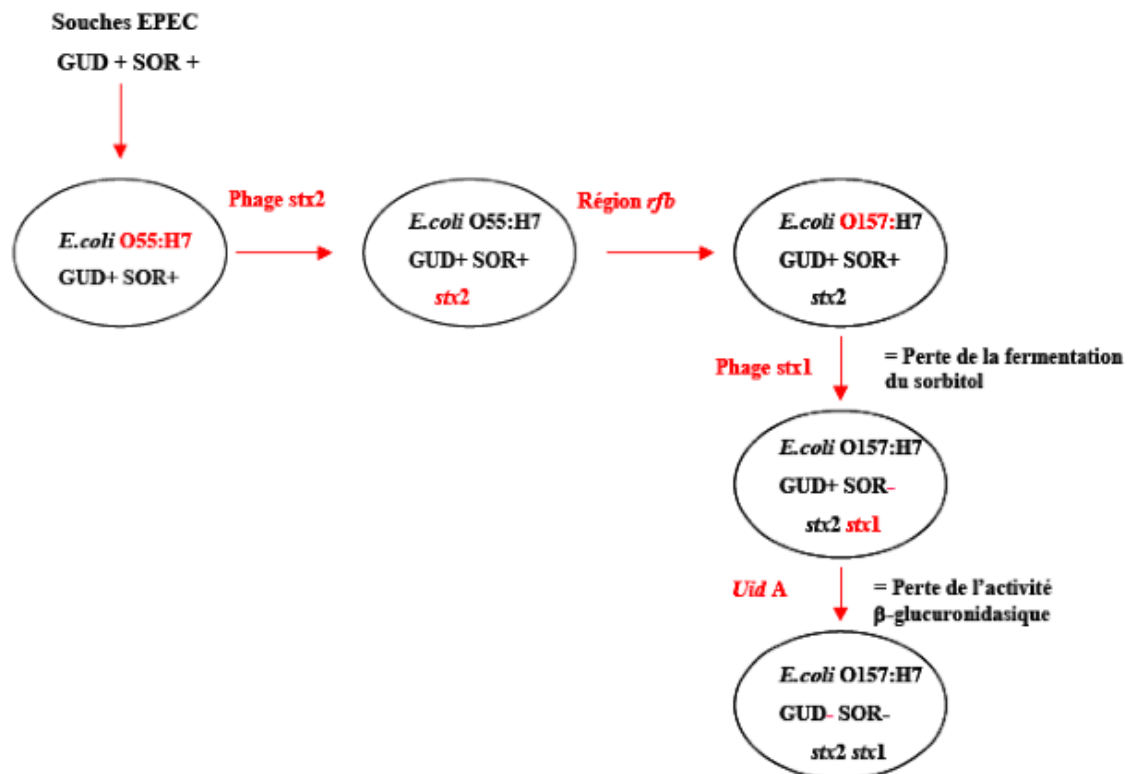 Souches EPEC
GUD + SOR +
Phage stx2
Région rfb
E.coli O55:H7
GUD+ SOR+
E.coli O55:H7
GUD+ SOR+
stx2
E.coli O157:H7
GUD+ SOR+
stx2
Phage stx1
= Perte de la fermentation
du sorbitol
E.coli O157:H7
GUD+ SOR-
stx2 stx1
Uid A
= Perte de l'activité
β-glucuronidasique
E.coli O157:H7
GUD- SOR-
stx2 stx1